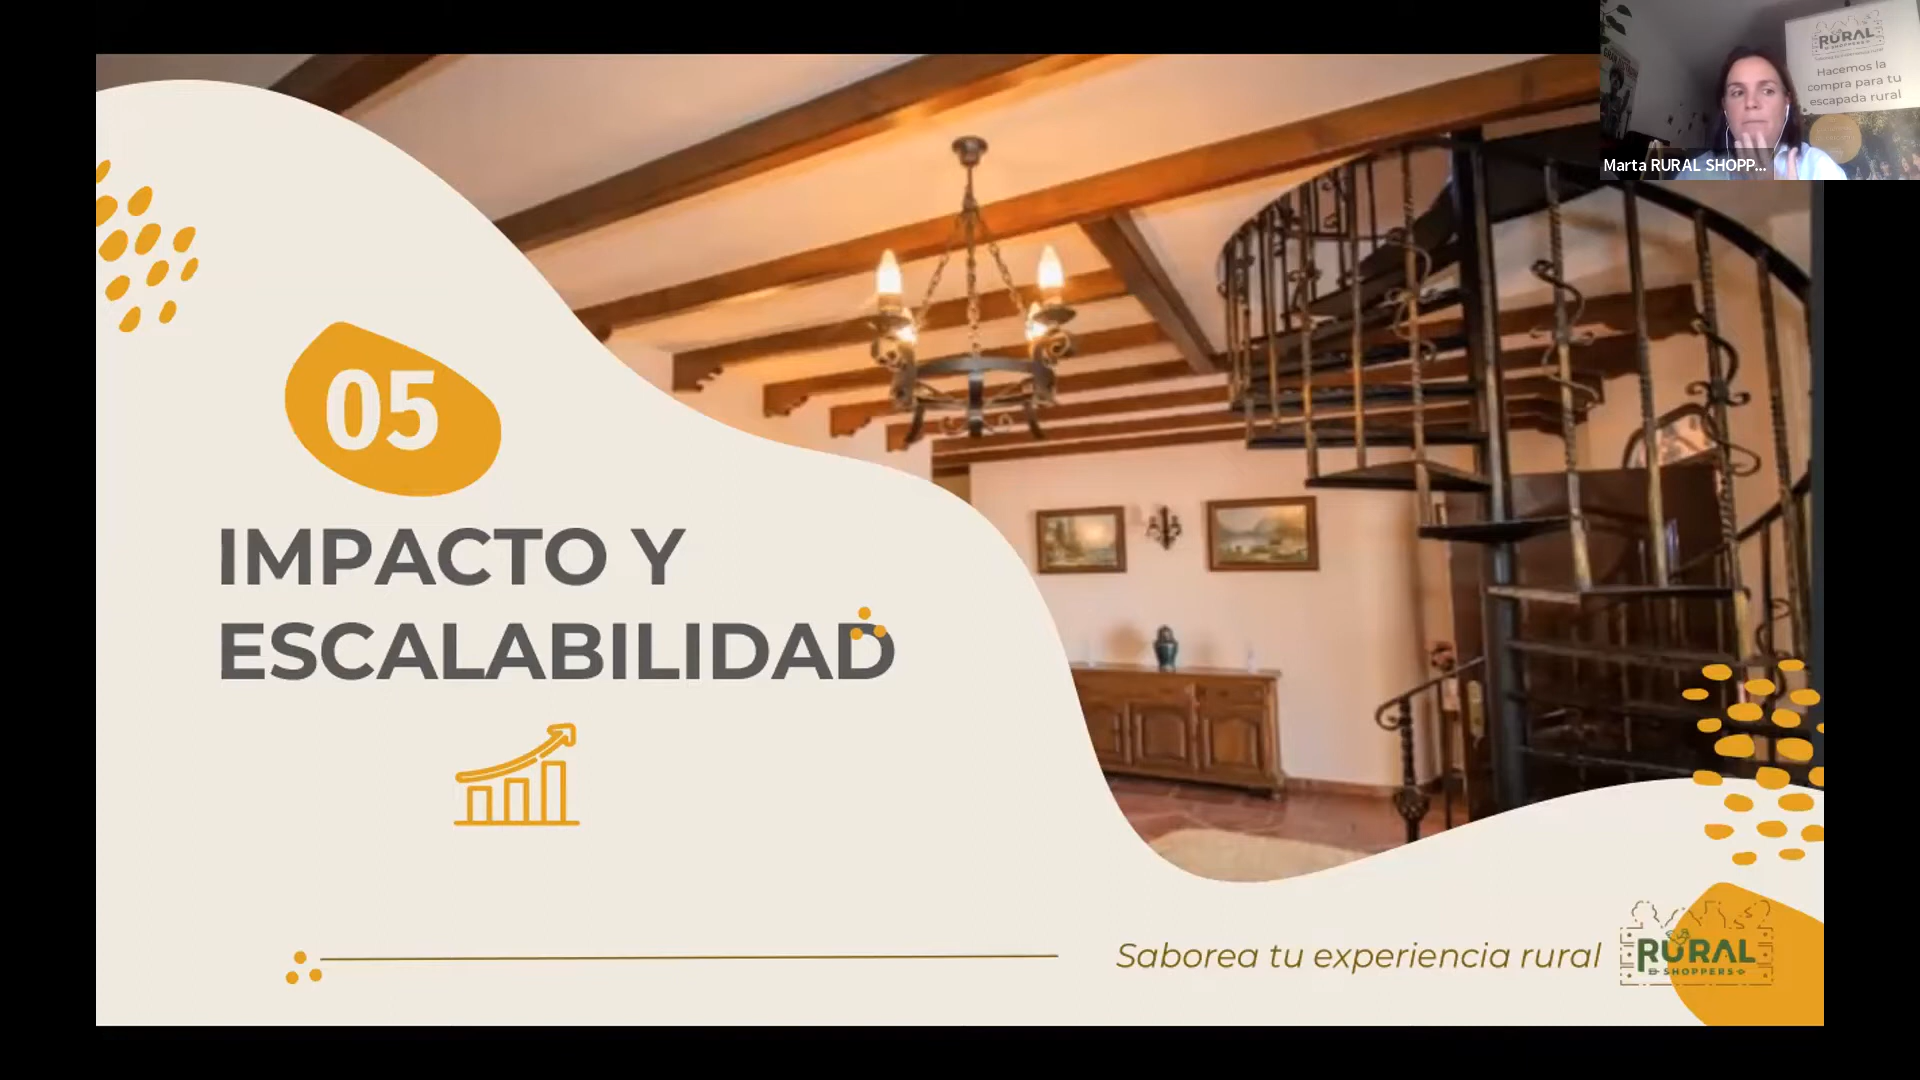 RURAL
SHOPPERS
Hacemos la
compra para tu
escapada rural
Marta RURAL SHOPP...
05
IMPACTO Y
ESCALABILIDAD
Saborea tu experiencia rural
RURAL
SHOPPERS